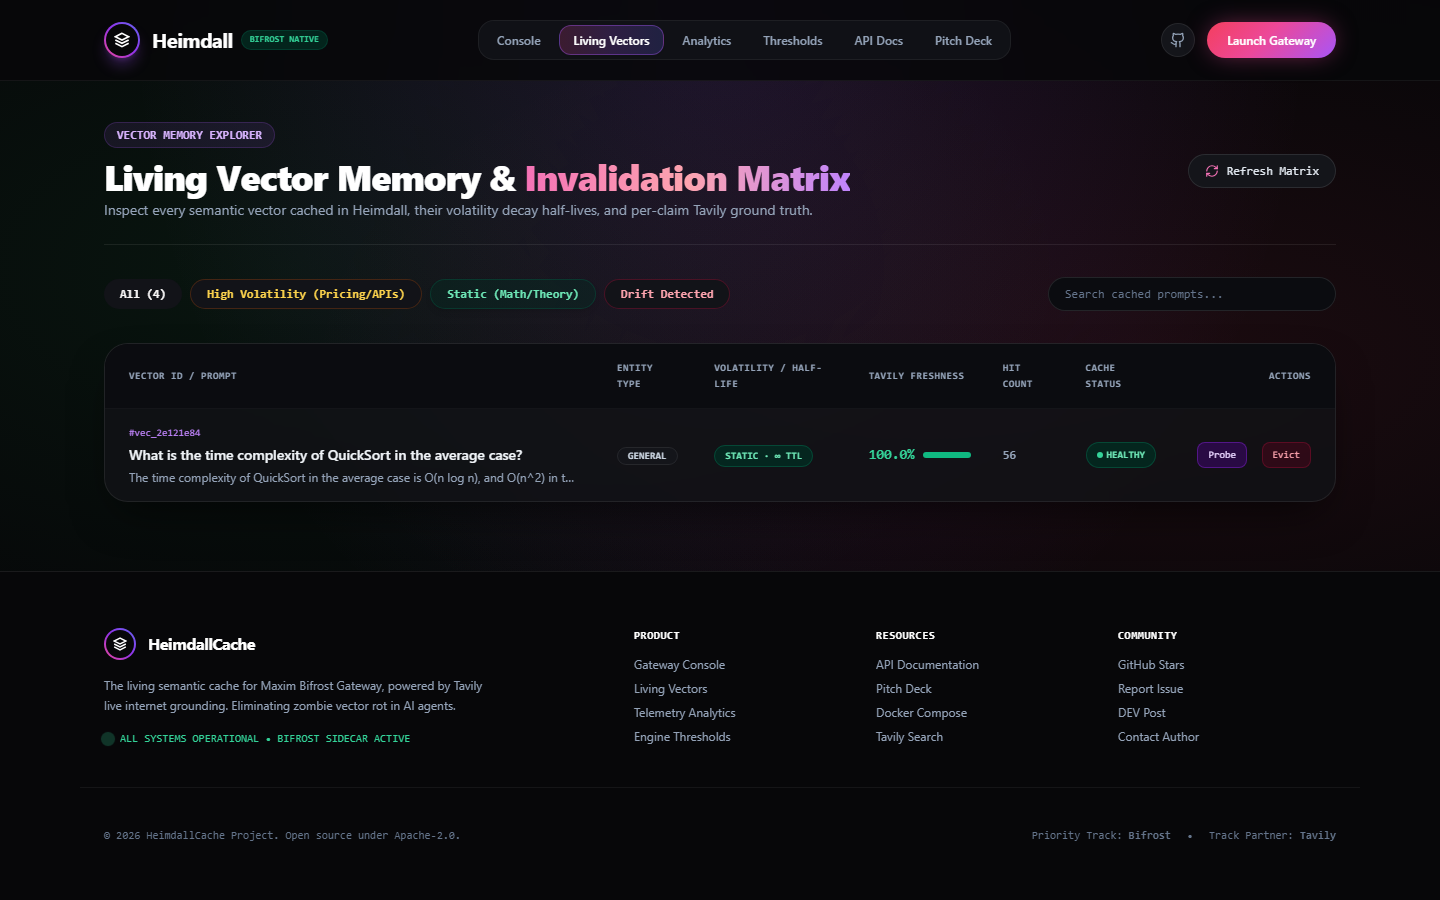 Heimdall
BIFROST NATIVE
Console
Living Vectors
Analytics
Thresholds
API Docs
Pitch Deck
Launch Gateway
VECTOR MEMORY EXPLORER
Living Vector Memory & Invalidation Matrix
Inspect every semantic vector cached in Heimdall, their volatility decay half-lives, and per-claim Tavily ground truth.
Refresh Matrix
All (4)
High Volatility (Pricing/APIs)
Static (Math/Theory)
Drift Detected
Search cached prompts...
VECTOR ID / PROMPT
ENTITY
TYPE
VOLATILITY / HALF-
LIFE
TAVILY FRESHNESS
HIT
COUNT
CACHE
STATUS
ACTIONS
#vec_2e121e84
What is the time complexity of QuickSort in the average case?
The time complexity of QuickSort in the average case is O(n log n), and O(n^2) in t...
GENERAL
STATIC · ∞ TTL
100.0%
56
HEALTHY
Probe
Evict
HeimdallCache
The living semantic cache for Maxim Bifrost Gateway, powered by Tavily
live internet grounding. Eliminating zombie vector rot in AI agents.
ALL SYSTEMS OPERATIONAL • BIFROST SIDECAR ACTIVE
PRODUCT
Gateway Console
Living Vectors
Telemetry Analytics
Engine Thresholds
RESOURCES
API Documentation
Pitch Deck
Docker Compose
Tavily Search
COMMUNITY
GitHub Stars
Report Issue
DEV Post
Contact Author
© 2026 HeimdallCache Project. Open source under Apache-2.0.
Priority Track: Bifrost • Track Partner: Tavily